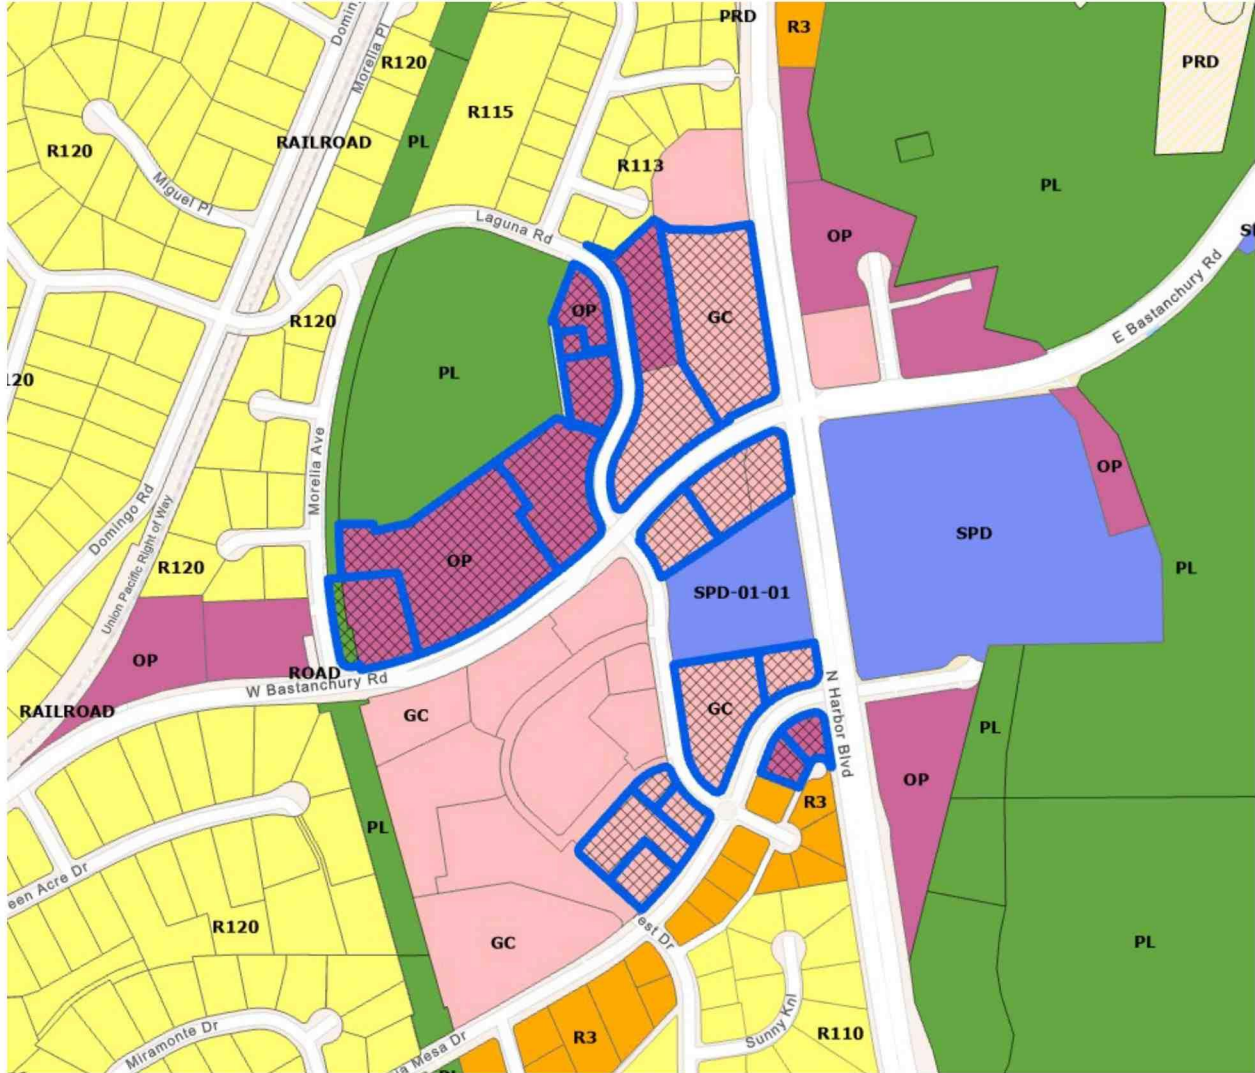 PRD
R3
Morelia Pl
R120
PRD
R115
RAILROAD
PL
R120
R113
Miguel Pl
PL
Laguna Rd
OP
E Bastanchury Rd
OP
GC
R120
PL
Morelia Ave
OP
Domingo Rd
Union Pacific Right of Way
SPD
OP
R120
PL
SPD-01-01
OP
ROAD
W Bastanchury Rd
RAILROAD
GC
GC
N Harbor Blvd
PL
OP
R3
PL
R120
GC
PL
Miramonte Dr
Mesa Dr
R3
Sunny Knl
R110